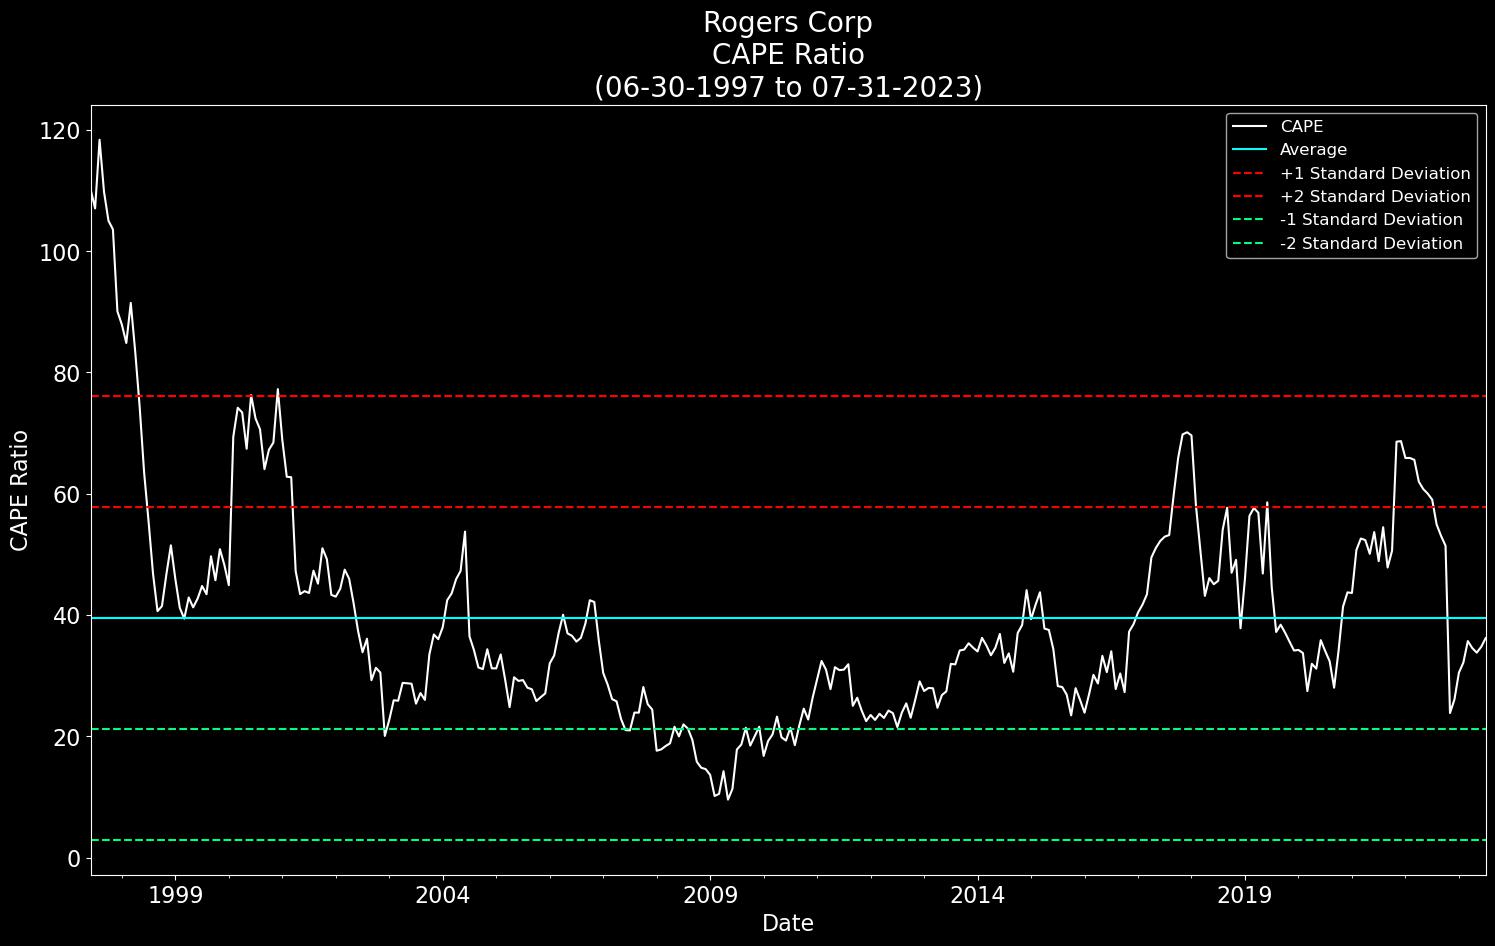 Rogers Corp
CAPE Ratio
(06-30-1997 to 07-31-2023)
CAPE
Average
+1 Standard Deviation
+2 Standard Deviation
-1 Standard Deviation
-2 Standard Deviation
CAPE Ratio
120
100
80
60
40
20
0
1999
2004
2009
2014
2019
Date